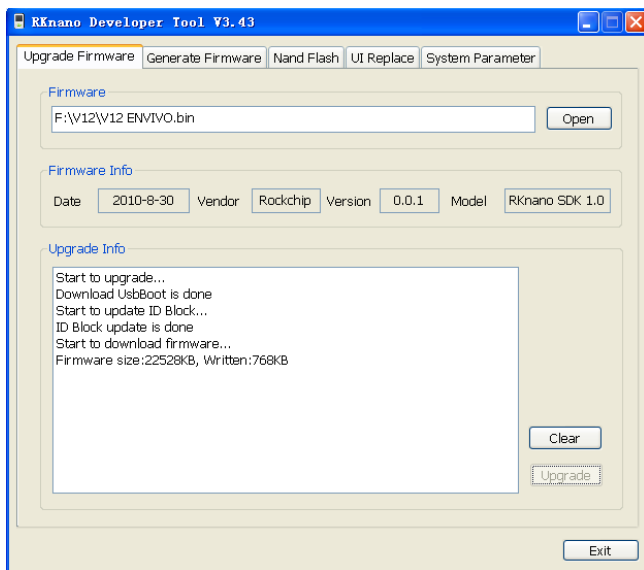 RKnano Developer Tool V3.43
Upgrade Firmware Generate Firmware Nand Flash UI Replace System Parameter
Firmware
F:\V12\V12 ENVIVO.bin Open
Firmware Info
Date 2010-8-30 Vendor Rockchip Version 0.0.1 Model RKnano SDK 1.0
Upgrade Info
Start to upgrade...
Download UsbBoot is done
Start to update ID Block...
ID Block update is done
Start to download firmware...
Firmware size:22528KB, Written:768KB
Clear
Upgrade
Exit